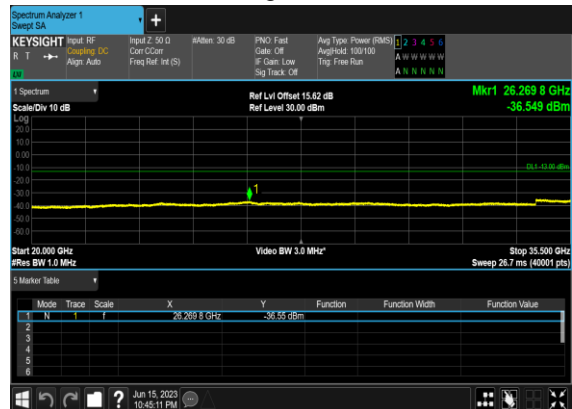 Spectrum Analyzer 1
Swept SA
+
KEYSIGHT Input: RF Input Z: 50 Ω #Atten: 30 dB PNO: Fast Avg Type: Power (RMS) 1 2 3 4 5 6
R T Coupling: DC Corr CCorr Gate: Off Avg|Hold: 100/100 A W W W W W
Align: Auto Freq Ref: Int (S) IF Gain: Low Trig: Free Run
Sig Track: Off A N N N N N
1 Spectrum
Ref Lvl Offset 15.62 dB Mkr1 26.269 8 GHz
Scale/Div 10 dB Ref Level 30.00 dBm -36.549 dBm
Log
20.0
10.0
0.00
-10.0
DL1 -13.00 dBm
-20.0
1
-30.0
-40.0
-50.0
-60.0
Start 20.000 GHz Video BW 3.0 MHz* Stop 35.500 GHz
#Res BW 1.0 MHz Sweep 26.7 ms (40001 pts)
5 Marker Table
Mode Trace Scale X Y Function Function Width Function Value
1 N 1 f 26.269 8 GHz -36.55 dBm
2
3
4
5
6
? Jun 15, 2023
10:45:11 PM